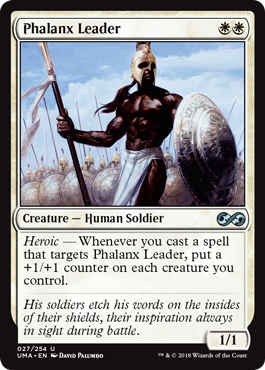 Phalanx Leader
Creature — Human Soldier
Heroic — Whenever you cast a spell
that targets Phalanx Leader, put a
+1/+1 counter on each creature you
control.
His soldiers etch his words on the insides
of their shields, their inspiration always
in sight during battle.
1/1
027/254 U
UMA • EN DAVID PALUMBO
™ & © 2018 Wizards of the Coast